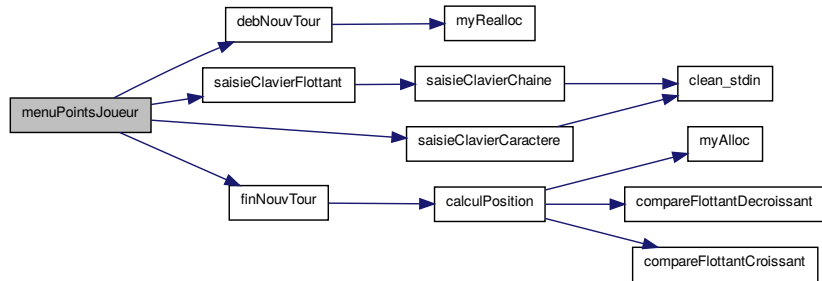 debNouvTour
myRealloc
saisieClavierFlottant
saisieClavierChaine
clean_stdin
menuPointsJoueur
saisieClavierCaractere
myAlloc
finNouvTour
calculPosition
compareFlottantDecroissant
compareFlottantCroissant